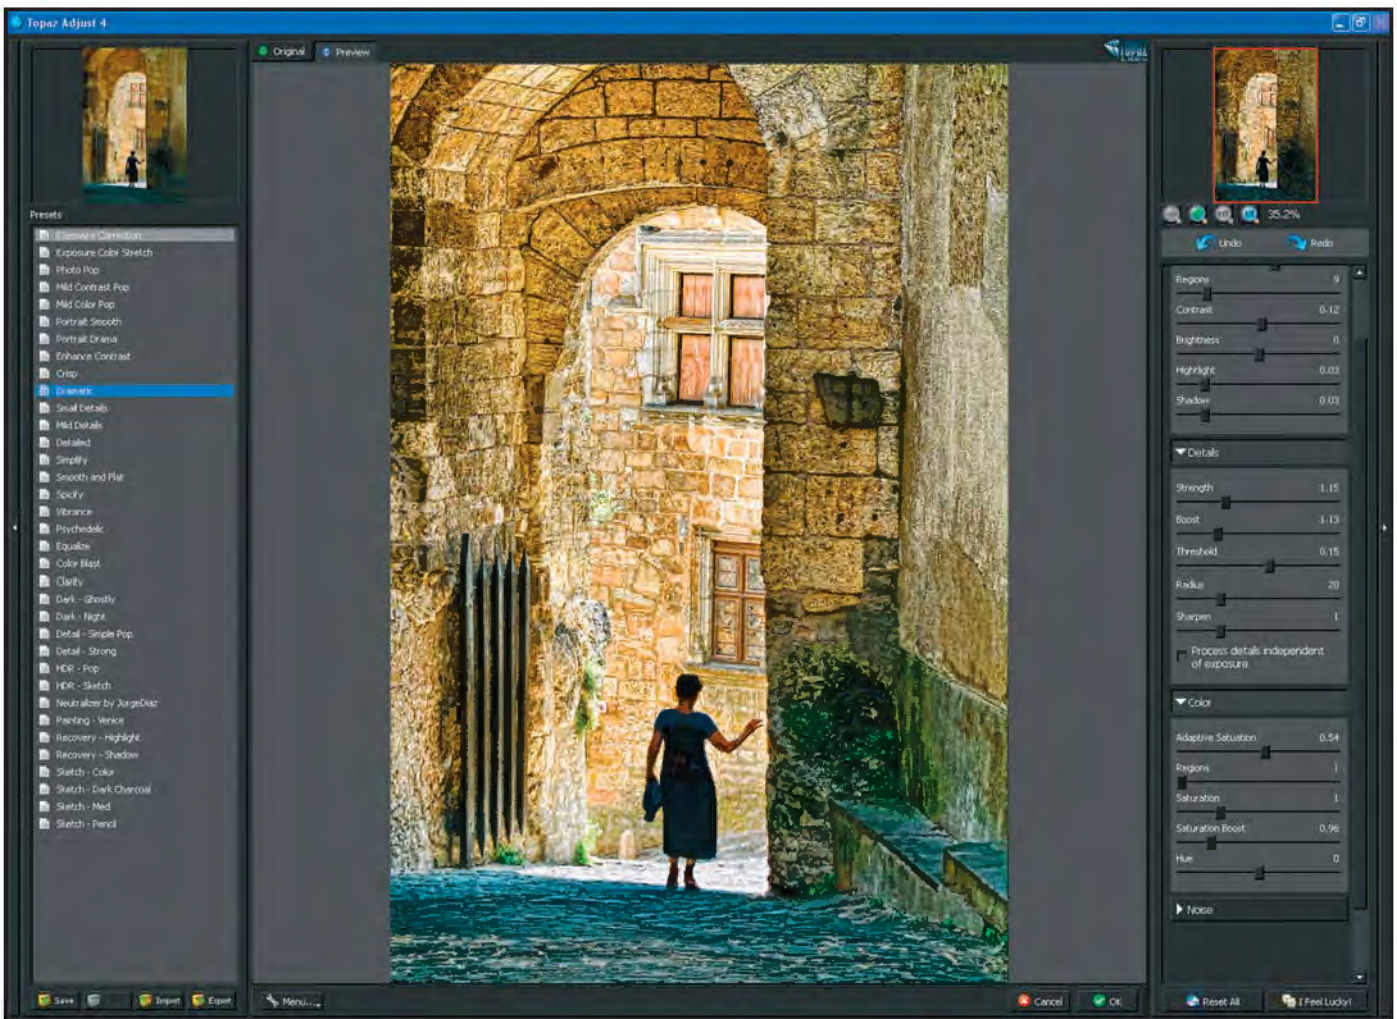 Topaz Adjust 4
Original
Preview
Topaz
Presets
Exposure Correction
Exposure Color Stretch
Photo Pop
Mild Contrast Pop
Mild Color Pop
Portrait Smooth
Portrait Drama
Enhance Contrast
Crisp
Dramatic
Small Details
Mild Details
Detailed
Simplify
Smooth and Flat
Spicify
Vibrance
Psychedelic
Equalize
Color Blast
Clarity
Dark - Ghostly
Dark - Night
Detail - Simple Pop
Detail - Strong
HDR - Pop
HDR - Sketch
Neutralizer by JorgeDiaz
Painting - Venice
Recovery - Highlight
Recovery - Shadow
Sketch - Color
Sketch - Dark Charcoal
Sketch - Med
Sketch - Pencil
Save
Import
Export
Menu...
Cancel
OK
35.2%
Undo
Redo
Regions 9
Contrast 0.12
Brightness 0
Hightlight 0.03
Shadow 0.03
Details
Strength 1.15
Boost 1.13
Threshold 0.15
Radius 20
Sharpen 1
Process details independent
of exposure
Color
Adaptive Satuation 0.54
Regions 1
Saturation 1
Saturation Boost 0.96
Hue 0
Noise
Reset All
I Feel Lucky!